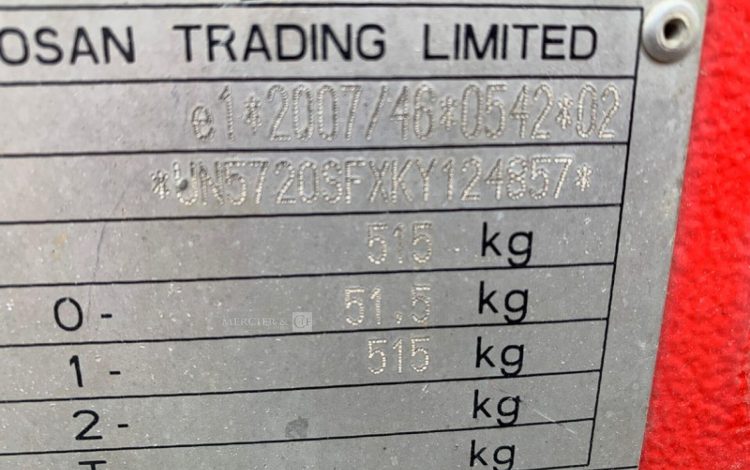 OSAN TRADING LIMITED
e1*2007/46*0542*02
*UN5720SFXKY124857*
515 kg
0- 51,5 kg
MERCIER &
1- 515 kg
2- kg
T kg